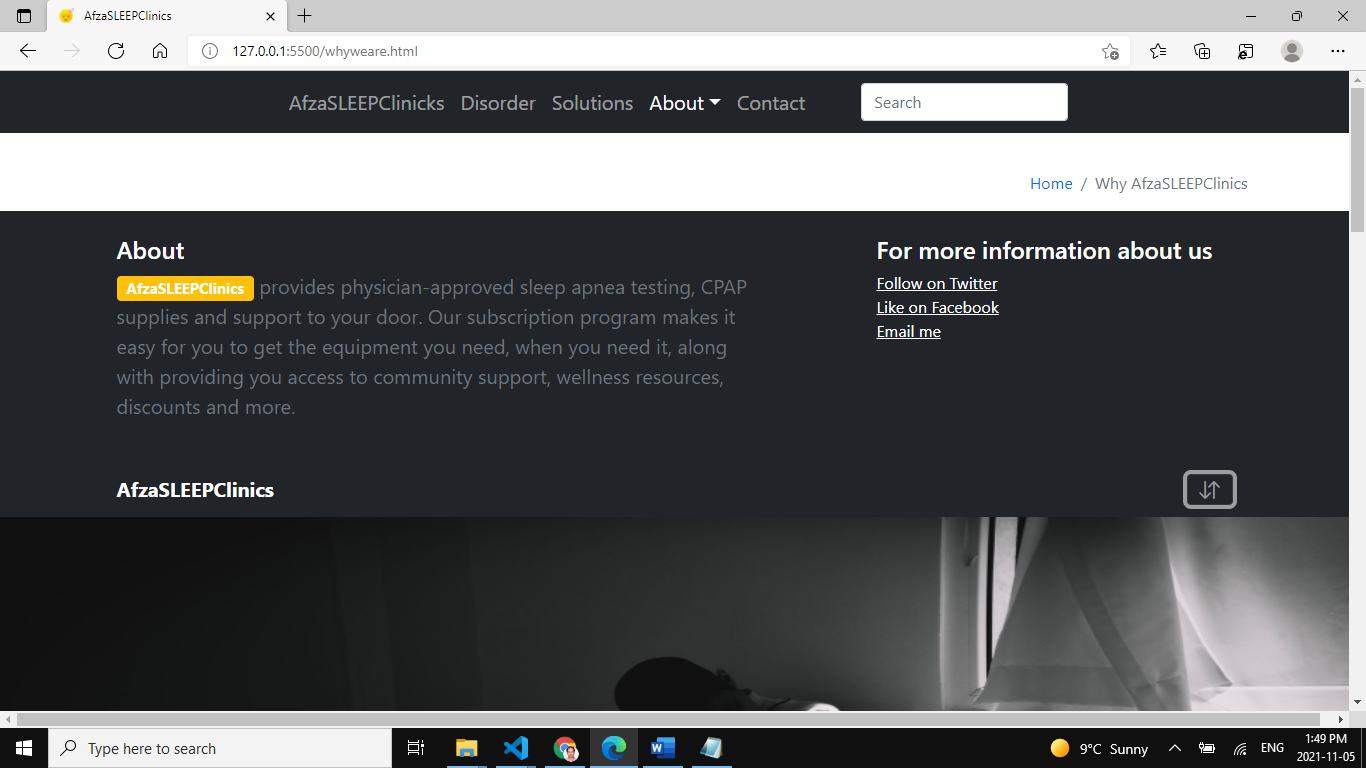 AfzaSLEEPClinics
127.0.0.1:5500/whyweare.html
AfzaSLEEPClinicks Disorder Solutions About Contact Search
Home / Why AfzaSLEEPClinics
About
AfzaSLEEPClinics provides physician-approved sleep apnea testing, CPAP
supplies and support to your door. Our subscription program makes it
easy for you to get the equipment you need, when you need it, along
with providing you access to community support, wellness resources,
discounts and more.
For more information about us
Follow on Twitter
Like on Facebook
Email me
AfzaSLEEPClinics
Type here to search
9°C Sunny
ENG
1:49 PM
2021-11-05